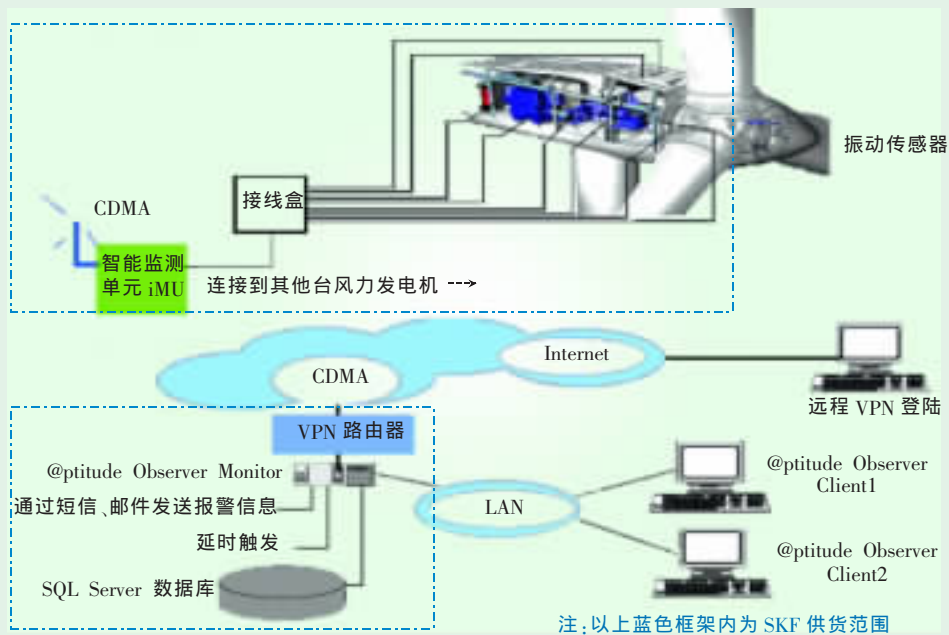 振动传感器
接线盒
CDMA
智能监测
单元 iMU
连接到其他台风力发电机
Internet
CDMA
远程 VPN 登陆
VPN 路由器
@ptitude Observer Monitor
@ptitude Observer
Client1
通过短信、邮件发送报警信息
LAN
延时触发
@ptitude Observer
Client2
SQL Server 数据库
注:以上蓝色框架内为 SKF 供货范围